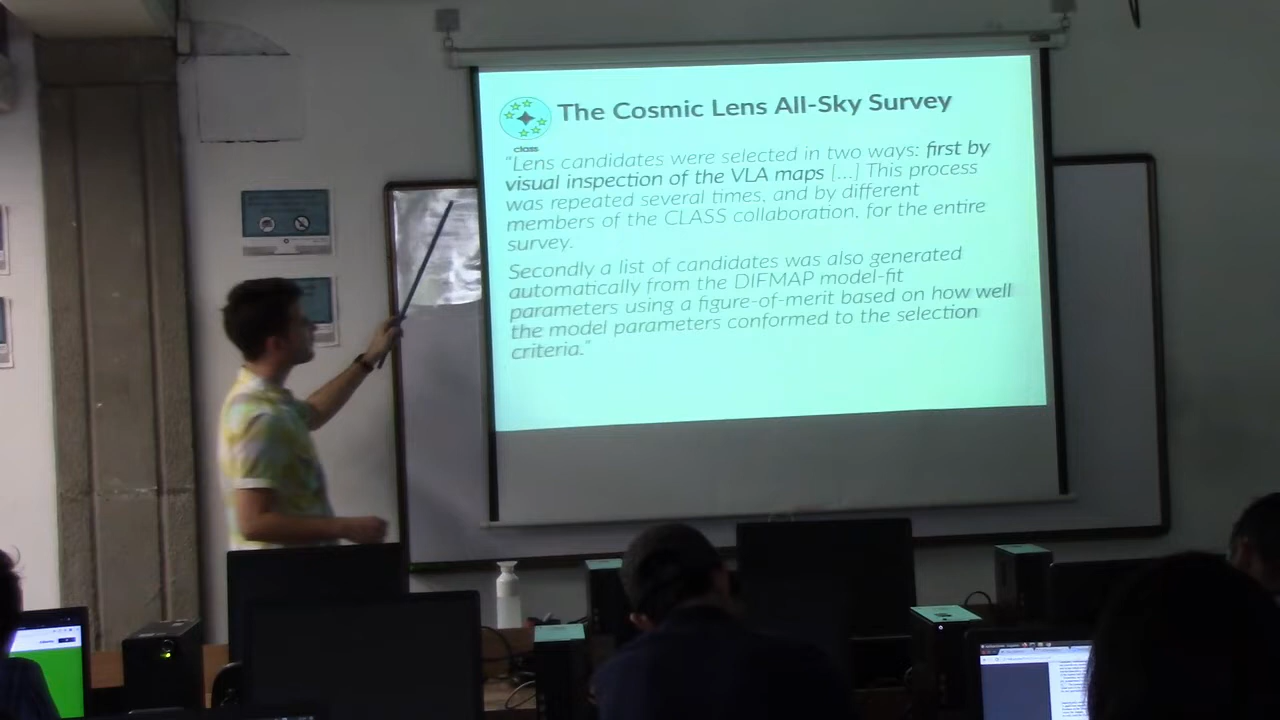 The Cosmic Lens All-Sky Survey
class
"Lens candidates were selected in two ways: first by
visual inspection of the VLA maps [...] This process
was repeated several times, and by different
members of the CLASS collaboration, for the entire
survey.
Secondly a list of candidates was also generated
automatically from the DIFMAP model-fit
parameters using a figure-of-merit based on how well
the model parameters conformed to the selection
criteria."